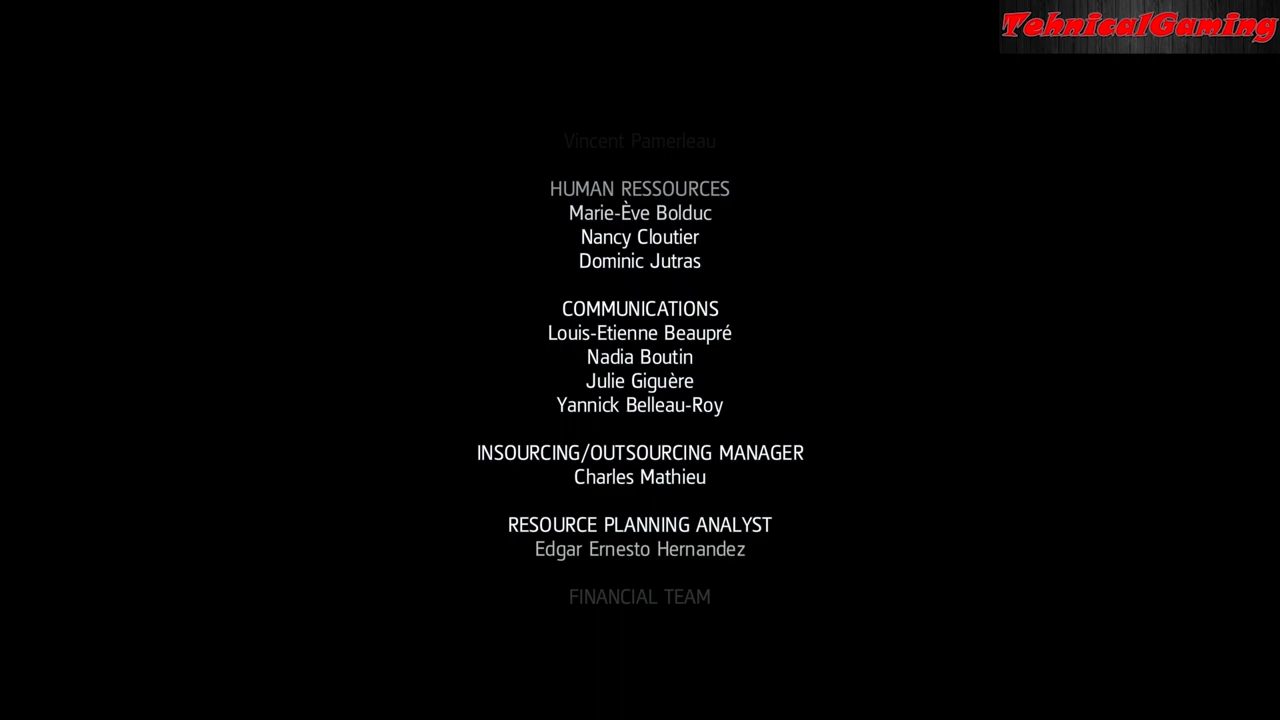 TehnicalGaming
Vincent Pamerleau
HUMAN RESSOURCES
Marie-Ève Bolduc
Nancy Cloutier
Dominic Jutras
COMMUNICATIONS
Louis-Etienne Beaupré
Nadia Boutin
Julie Giguère
Yannick Belleau-Roy
INSOURCING/OUTSOURCING MANAGER
Charles Mathieu
RESOURCE PLANNING ANALYST
Edgar Ernesto Hernandez
FINANCIAL TEAM